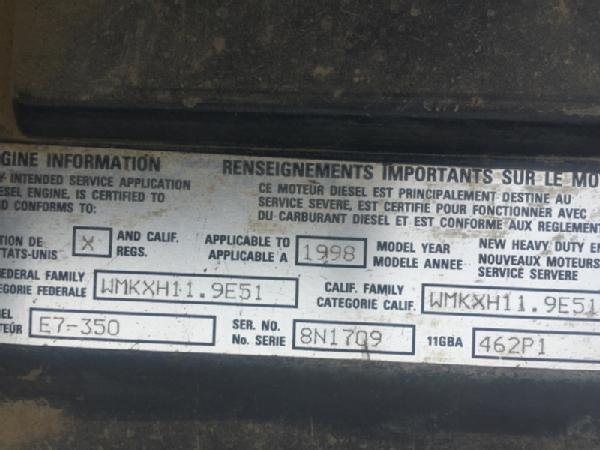 GINE INFORMATION
RENSEIGNEMENTS IMPORTANTS SUR LE MO
INTENDED SERVICE APPLICATION
ESEL ENGINE, IS CERTIFIED TO
ND CONFORMS TO:
CE MOTEUR DIESEL EST PRINCIPALEMENT DESTINE AU
SERVICE SEVERE, EST CERTIFIE POUR FONCTIONNER AVEC
DU CARBURANT DIESEL ET EST CONFORME AUX REGLEMENT
TION DE
TATS-UNIS
X
AND CALIF.
REGS.
APPLICABLE TO
APPLICABLE A
1998
MODEL YEAR
MODELE ANNEE
NEW HEAVY DUTY EN
NOUVEAUX MOTEURS
SERVICE SERVERE
EDERAL FAMILY
EGORIE FEDERALE
WMKXH11.9E51
CALIF. FAMILY
CATEGORIE CALIF.
WMKXH11.9E51
EL
TEUR
E7-350
SER. NO.
No. SERIE
8N1709
11GBA
462P1